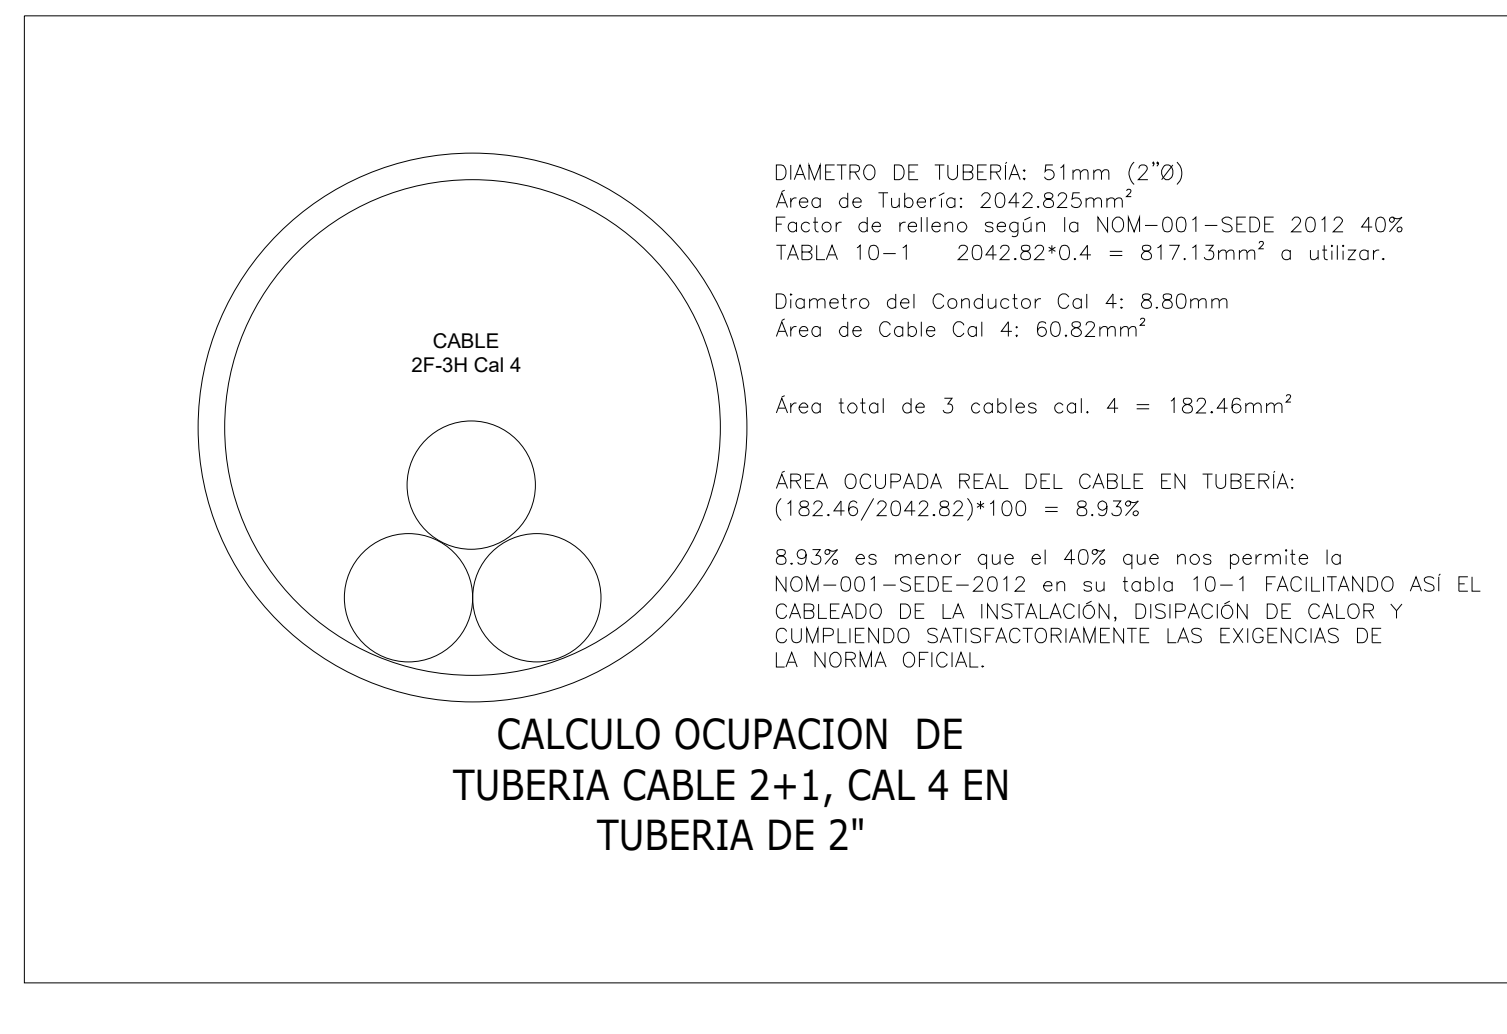 DIAMETRO DE TUBERÍA: 51mm (2"Ø)
Área de Tubería: 2042.825mm²
Factor de relleno según la NOM-001-SEDE 2012 40%
TABLA 10-1 2042.82*0.4 = 817.13mm² a utilizar.
Diametro del Conductor Cal 4: 8.80mm
Área de Cable Cal 4: 60.82mm²
CABLE
2F-3H Cal 4
Área total de 3 cables cal. 4 = 182.46mm²
ÁREA OCUPADA REAL DEL CABLE EN TUBERÍA:
(182.46/2042.82)*100 = 8.93%
8.93% es menor que el 40% que nos permite la
NOM-001-SEDE-2012 en su tabla 10-1 FACILITANDO ASÍ EL
CABLEADO DE LA INSTALACIÓN, DISIPACIÓN DE CALOR Y
CUMPLIENDO SATISFACTORIAMENTE LAS EXIGENCIAS DE
LA NORMA OFICIAL.
CALCULO OCUPACION DE
TUBERIA CABLE 2+1, CAL 4 EN
TUBERIA DE 2"